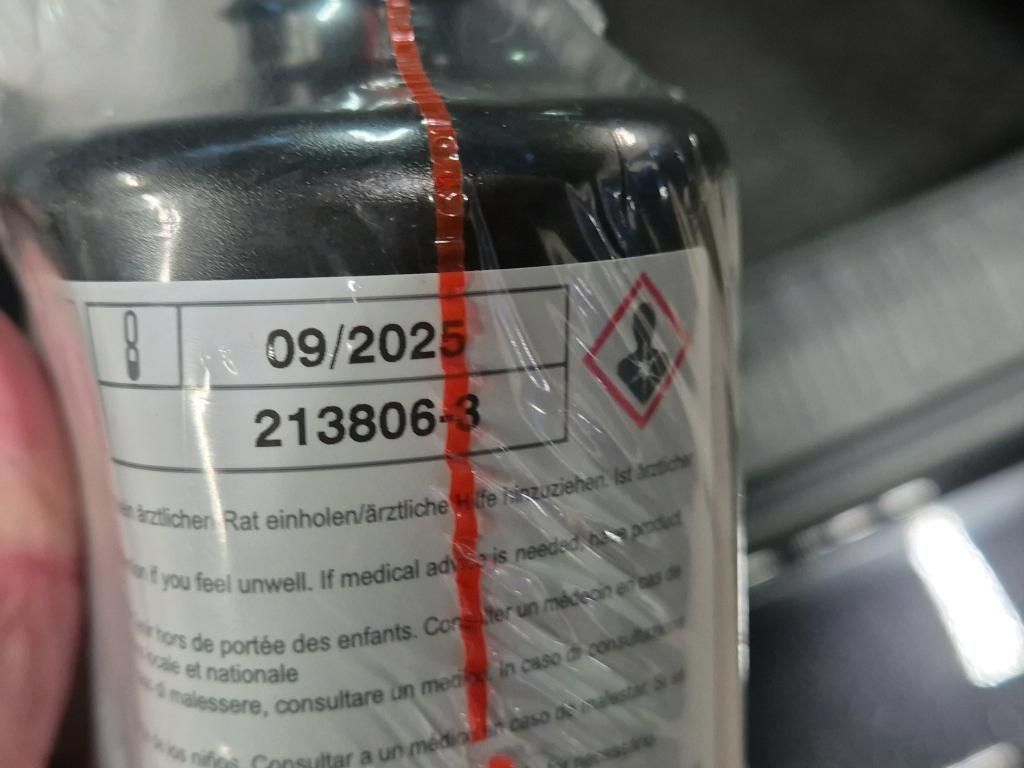 09/2025
213806-3
ärztlichen Rat einholen/ärztliche Hilfe hinzuziehen. Ist ärztlicher
if you feel unwell. If medical advice is needed, have product
hors de portée des enfants. Consulter un médecin en cas de
locale et nationale
di malessere, consultare un medico. In caso di consultazione
de los niños. Consultar a un médico en caso de malestar. Si